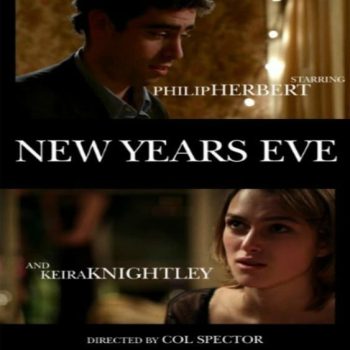 STARRING
PHILIPHERBERT
NEW YEARS EVE
AND
KEIRAKNIGHTLEY
DIRECTED BY COL SPECTOR